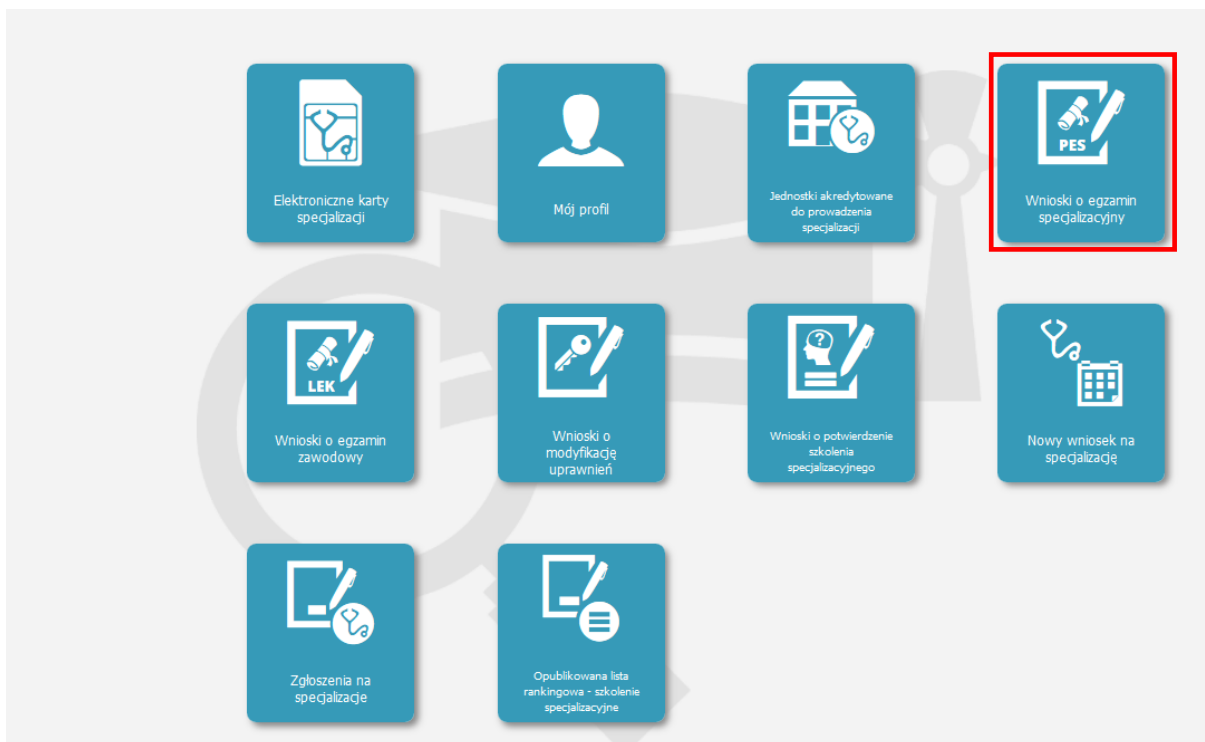 Elektroniczne karty
specjalizacji
Mój profil
Jednostki akredytowane
do prowadzenia
specjalizacji
PES
Wnioski o egzamin
specjalizacyjny
LEK
Wnioski o egzamin
zawodowy
Wnioski o
modyfikację
uprawnień
?
Wnioski o potwierdzenie
szkolenia
specjalizacyjnego
Nowy wniosek na
specjalizację
Zgłoszenia na
specjalizacje
Opublikowana lista
rankingowa - szkolenie
specjalizacyjne